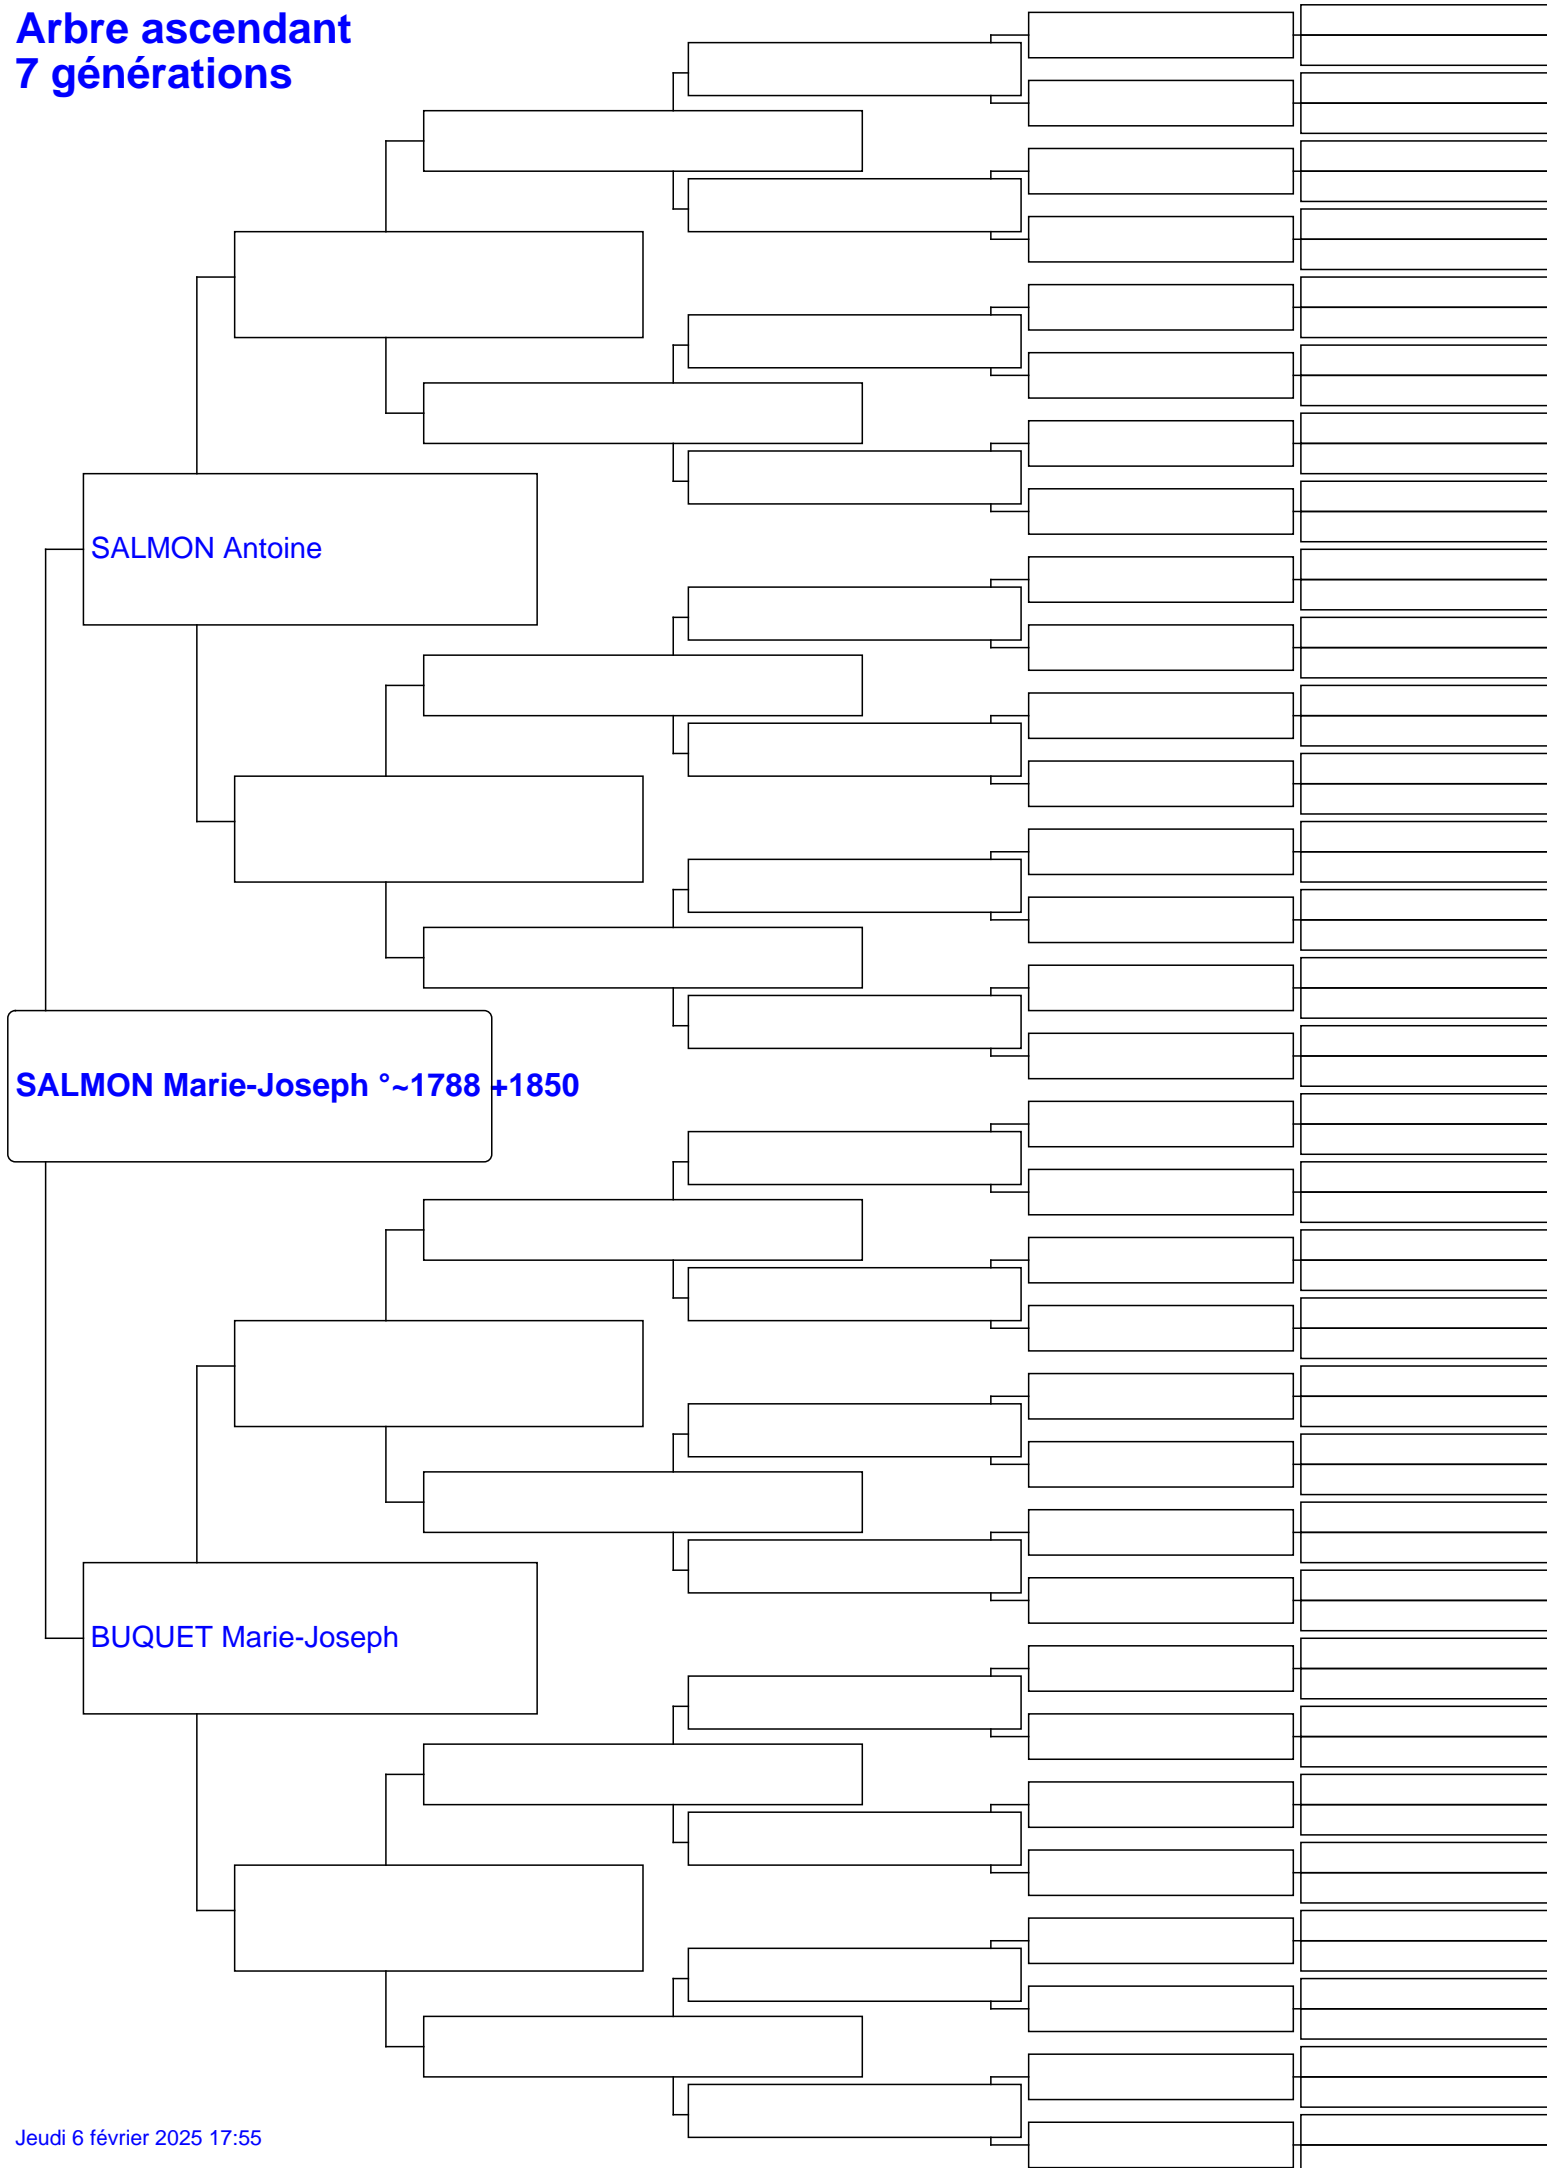 Arbre ascendant
7 générations
SALMON Antoine
SALMON Marie-Joseph °~1788 +1850
BUQUET Marie-Joseph
Jeudi 6 février 2025 17:55